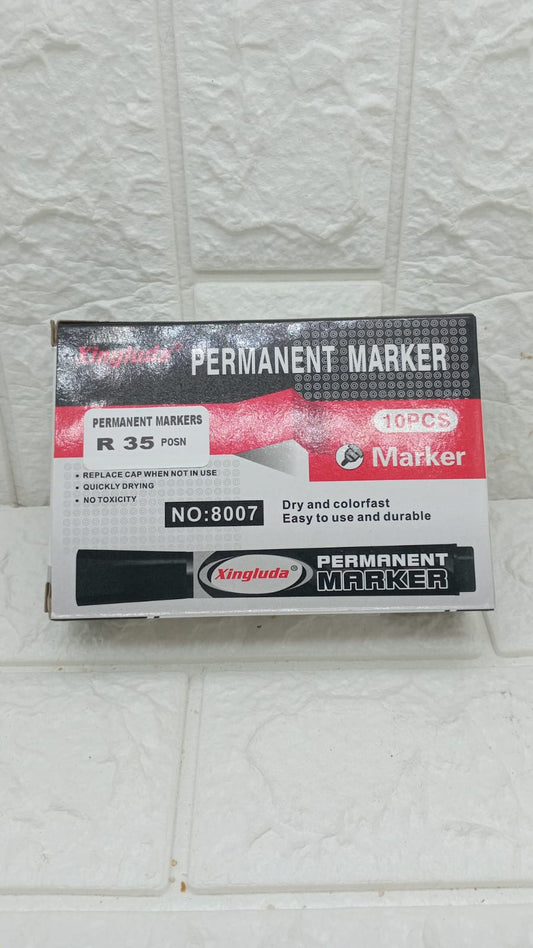 Xingluda® PERMANENT MARKER
10PCS
PERMANENT MARKERS
R 35 POSN
Marker
• REPLACE CAP WHEN NOT IN USE
• QUICKLY DRYING
• NO TOXICITY
NO:8007
Dry and colorfast
Easy to use and durable
Xingluda®
PERMANENT
MARKER